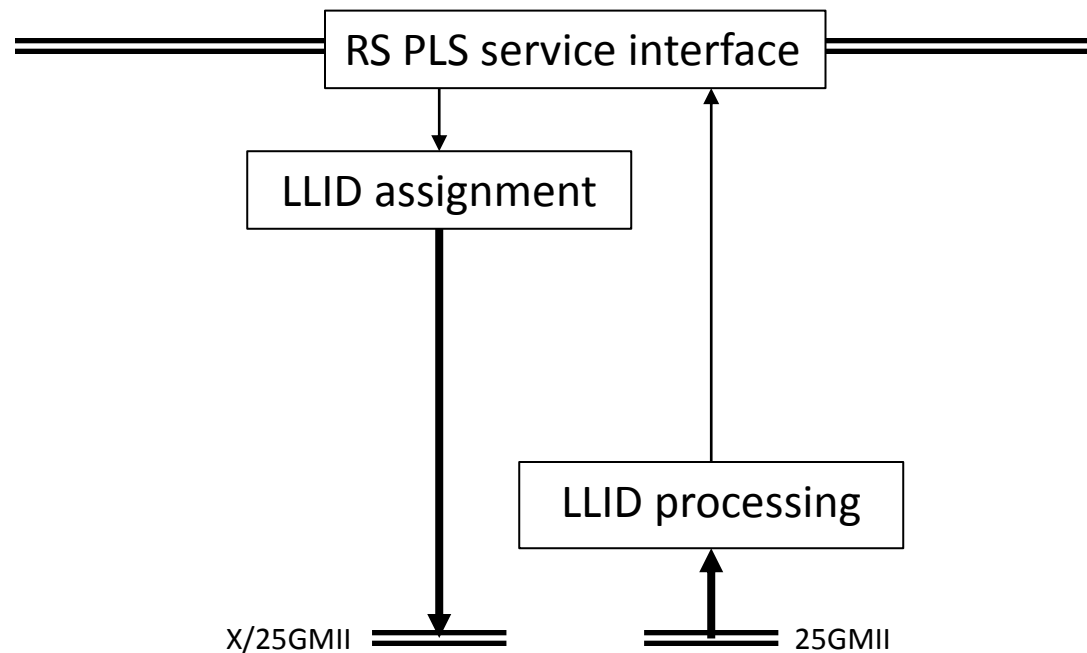 RS PLS service interface
LLID assignment
LLID processing
X/25GMII
25GMII